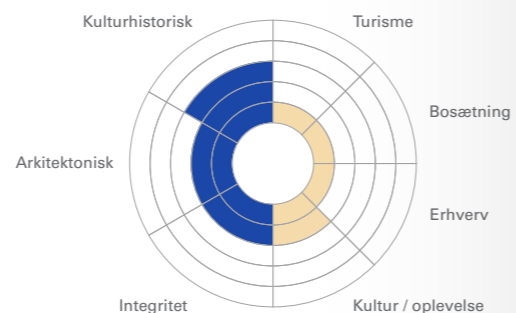 Kulturhistorisk
Turisme
Bosætning
Arkitektonisk
Erhverv
Integritet
Kultur / oplevelse